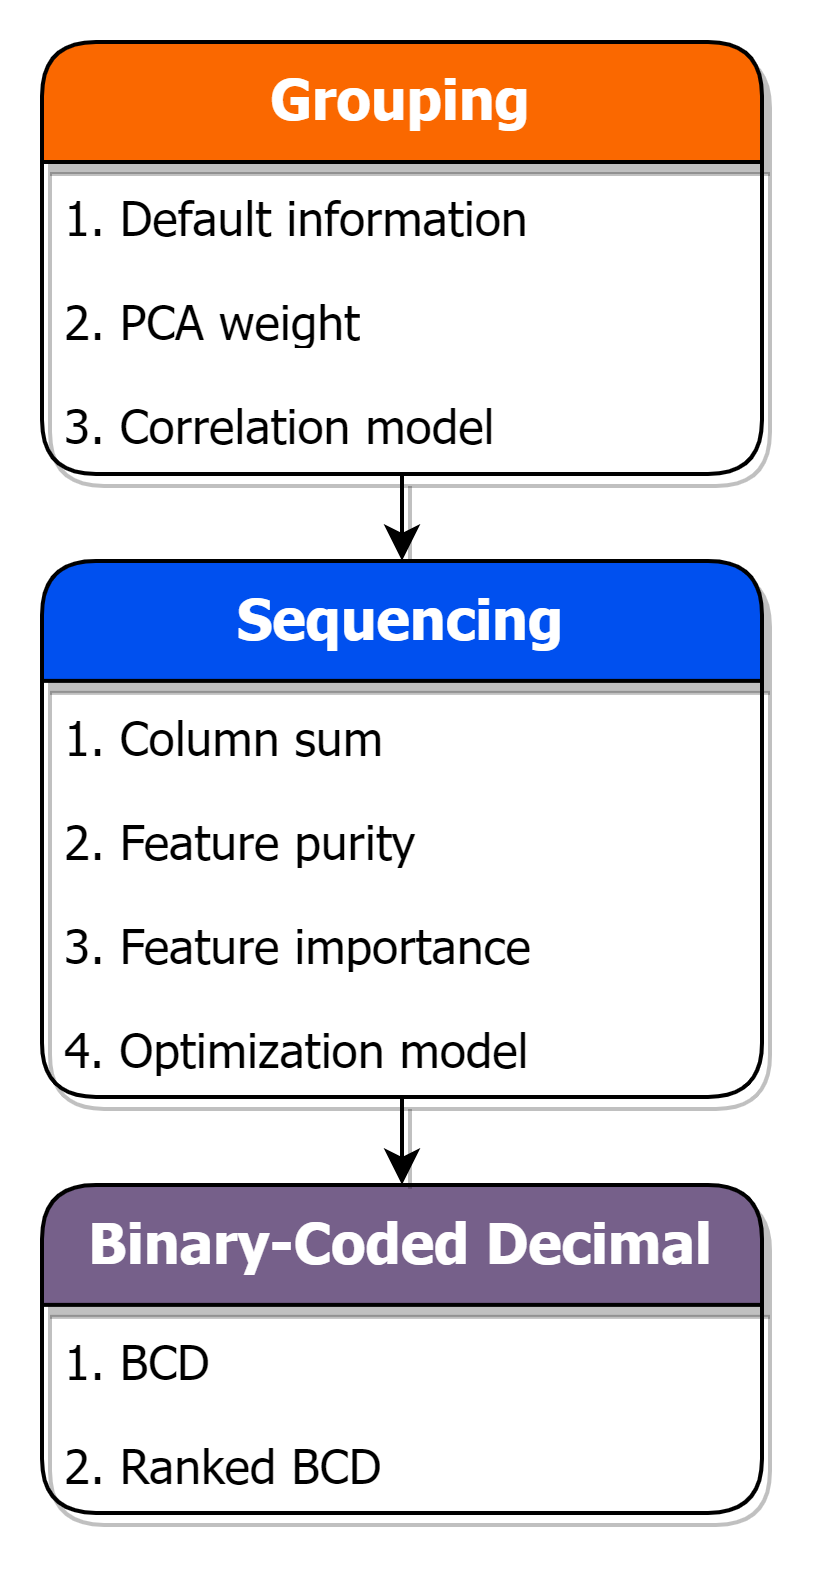 Grouping
1. Default information
2. PCA weight
3. Correlation model
Sequencing
1. Column sum
2. Feature purity
3. Feature importance
4. Optimization model
Binary-Coded Decimal
1. BCD
2. Ranked BCD